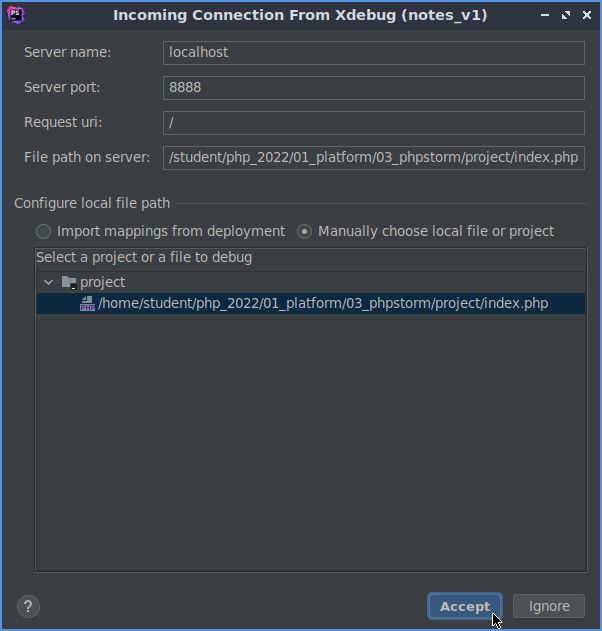 Incoming Connection From Xdebug (notes_v1)
Server name: localhost
Server port: 8888
Request uri: /
File path on server: /student/php_2022/01_platform/03_phpstorm/project/index.php
Configure local file path
Import mappings from deployment Manually choose local file or project
Select a project or a file to debug
project
PHP /home/student/php_2022/01_platform/03_phpstorm/project/index.php
? Accept Ignore